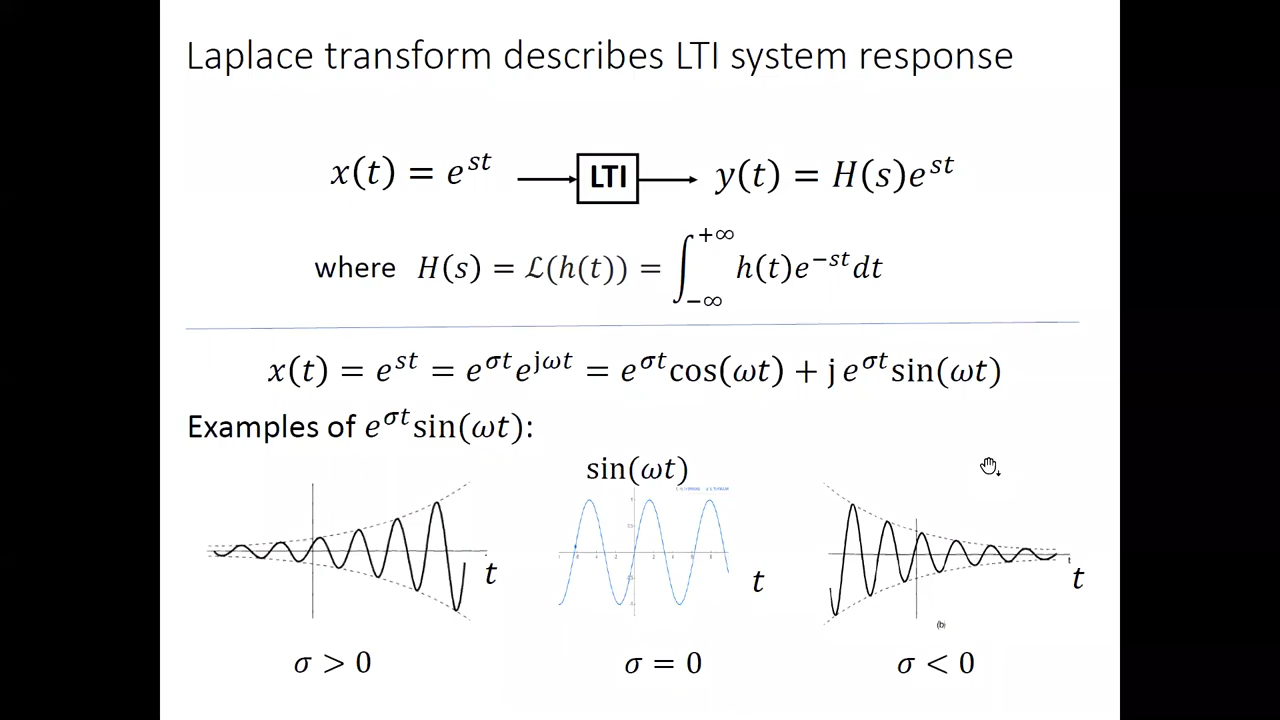 Laplace transform describes LTI system response
x(t) = e^{st} LTI y(t) = H(s)e^{st}
where H(s) = ℒ(h(t)) = ∫_{−∞}^{+∞} h(t)e^{−st}dt
x(t) = e^{st} = e^{σt}e^{jωt} = e^{σt}cos(ωt) + j e^{σt}sin(ωt)
Examples of e^{σt}sin(ωt):
sin(ωt)
t
t
t
(b)
σ > 0
σ = 0
σ < 0